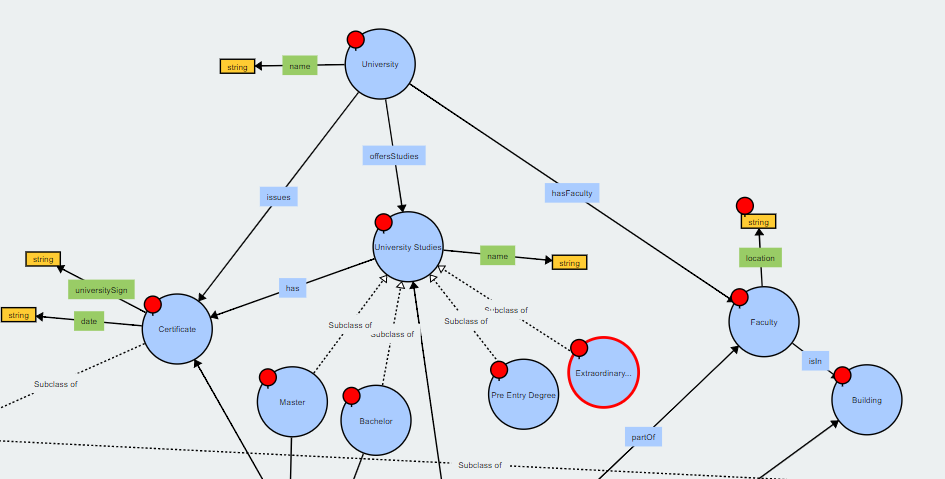 University
string
name
offersStudies
hasFaculty
issues
string
University Studies
name
string
location
string
universitySign
has
string
date
Certificate
Faculty
Subclass of
Subclass of
Subclass of
Subclass of
isIn
Subclass of
Extraordinary...
Master
Pre Entry Degree
Building
Bachelor
partOf
Subclass of